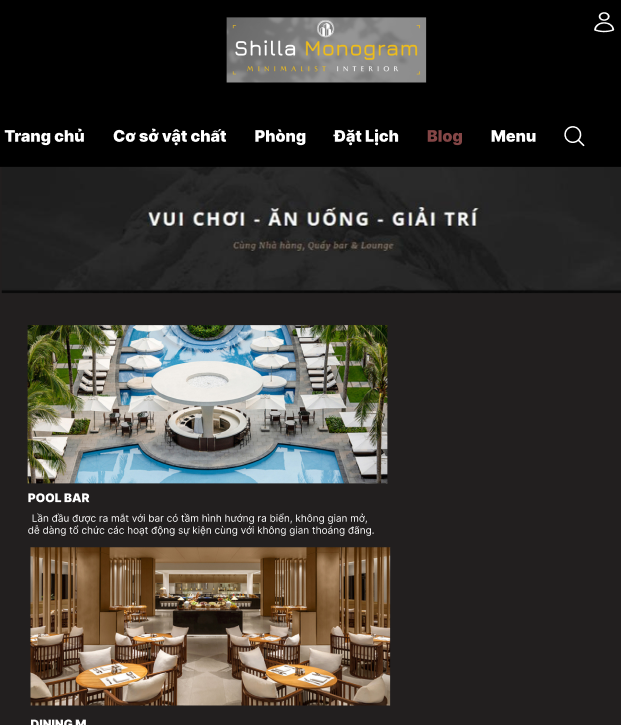 Shilla Monogram
MINIMALIST INTERIOR
Trang chủ Cơ sở vật chất Phòng Đặt Lịch Blog Menu
VUI CHƠI - ĂN UỐNG - GIẢI TRÍ
Cùng Nhà hàng, Quầy bar & Lounge
POOL BAR
Lần đầu được ra mắt với bar có tầm hình hướng ra biển, không gian mở,
dễ dàng tổ chức các hoạt động sự kiện cùng với không gian thoáng đãng.
DINING M